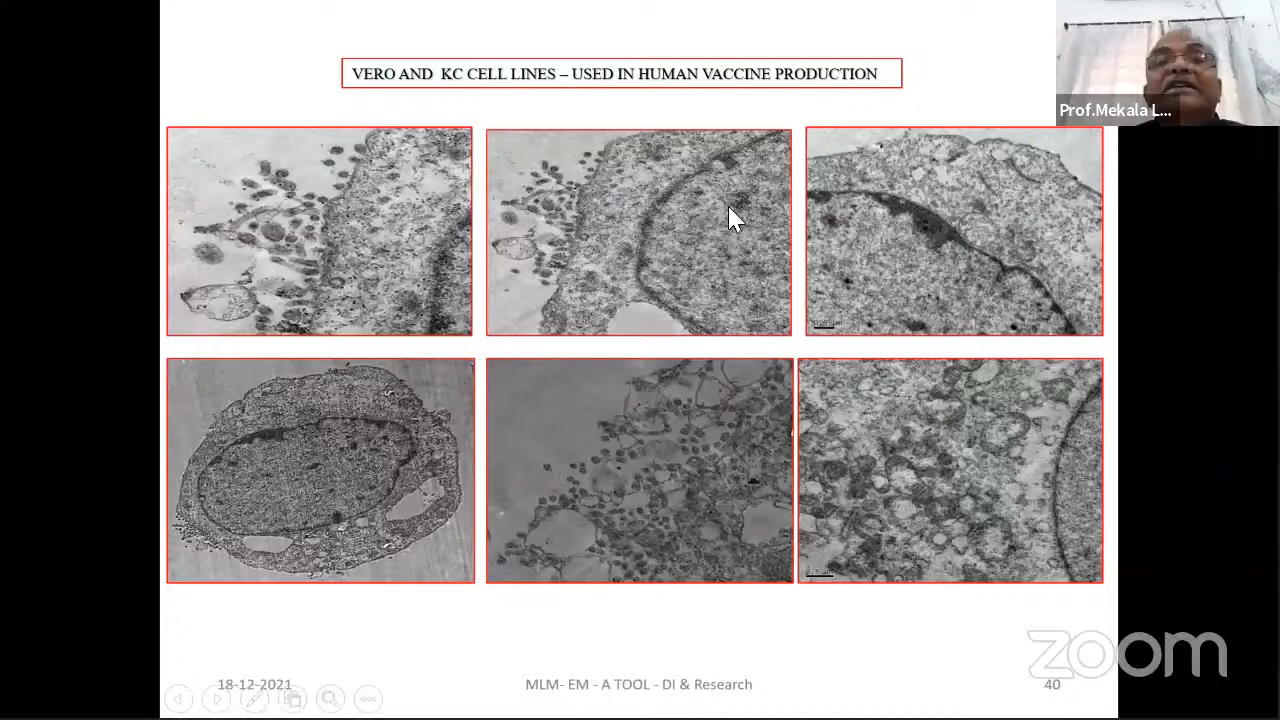 VERO AND KC CELL LINES – USED IN HUMAN VACCINE PRODUCTION
Prof.Mekala L...
zoom
18-12-2021
MLM- EM - A TOOL - DI & Research
40